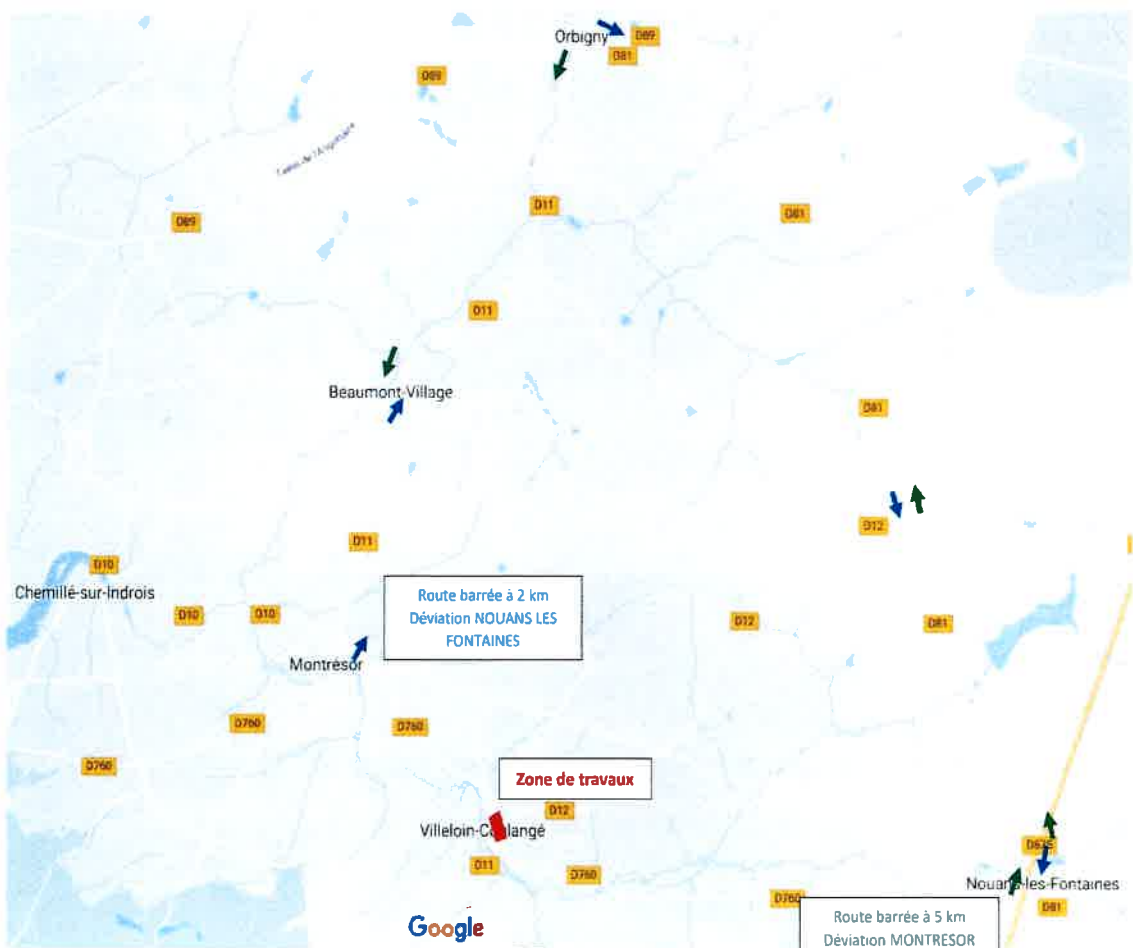 Orbigny
D89
D81
D89
D11
D81
D89
D11
Beaumont-Village
D81
D12
D11
D10
Chemillé-sur-Indrois
D10
D10
Route barrée à 2 km
Déviation NOUANS LES
FONTAINES
D12
D81
Montrésor
D760
D760
D760
Zone de travaux
D12
Villeloin-Coulangé
D11
D760
D675
Nouans-les-Fontaines
D760
D81
Route barrée à 5 km
Déviation MONTRESOR
Google